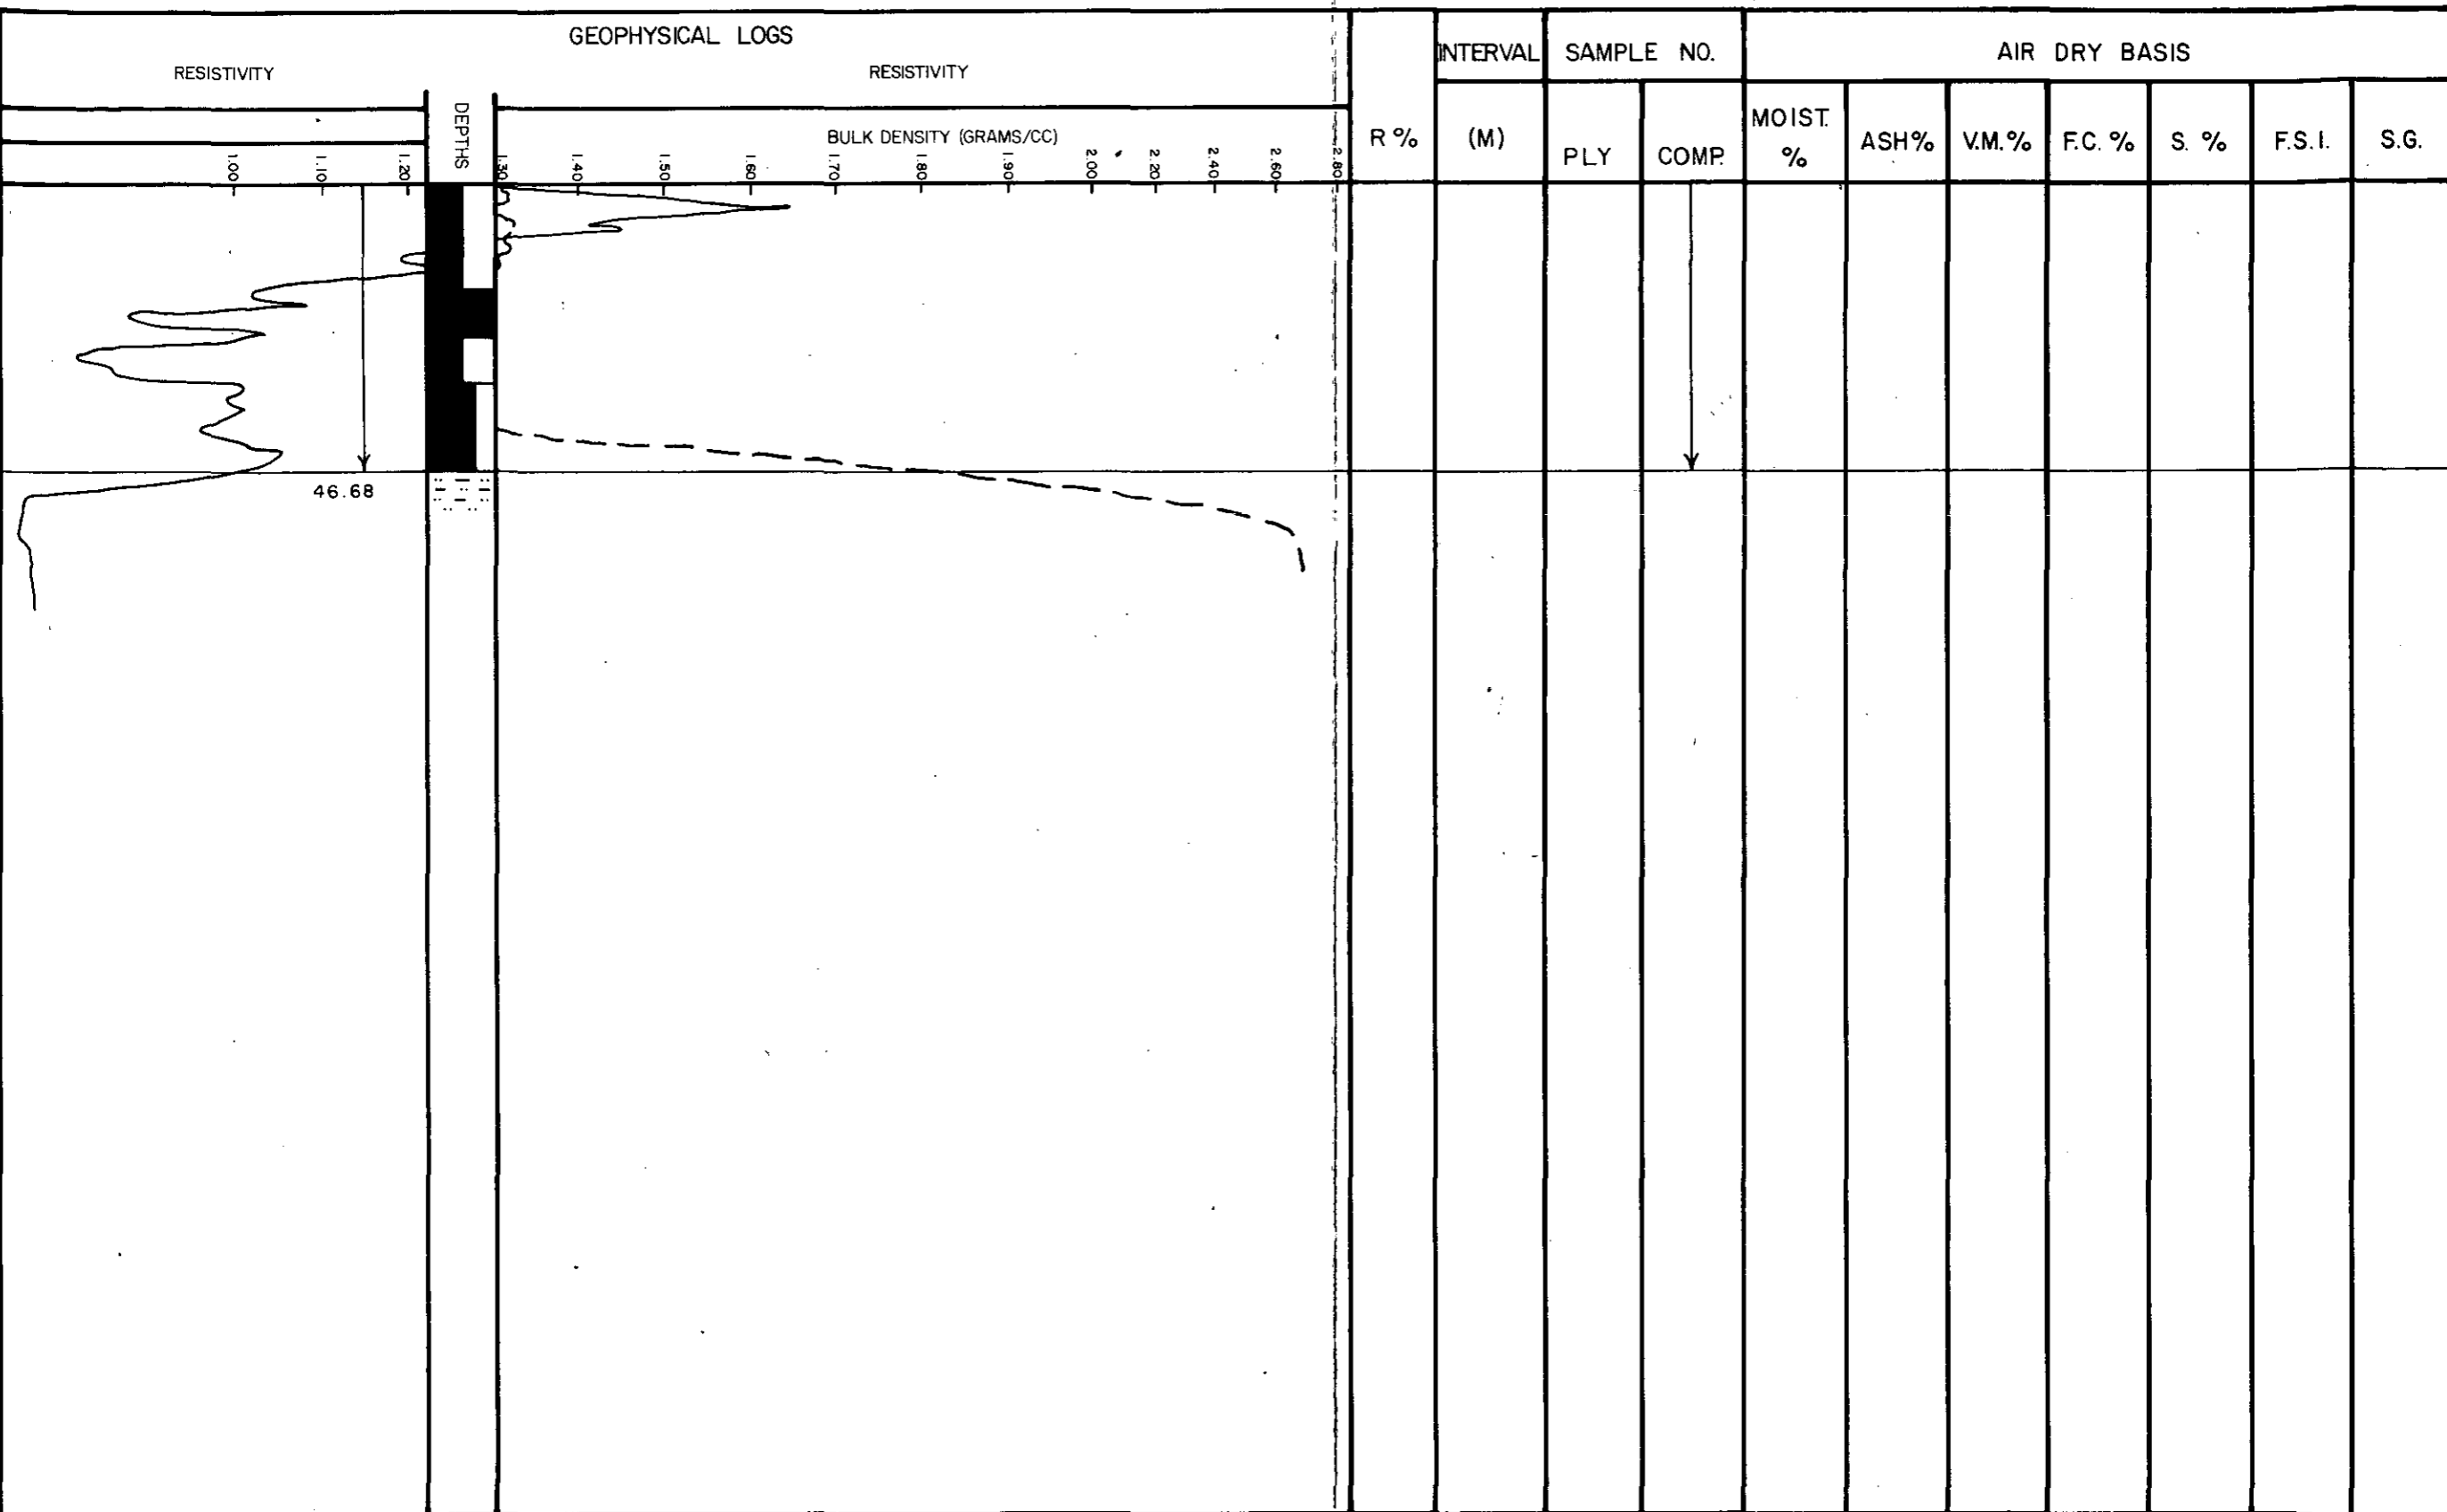 GEOPHYSICAL LOGS
RESISTIVITY
RESISTIVITY
DEPTHS
BULK DENSITY (GRAMS/CC)
1.00 1.10 1.20 1.30 1.40 1.50 1.60 1.70 1.80 1.90 2.00 2.20 2.40 2.60 2.80
R %
INTERVAL
(M)
SAMPLE NO.
PLY COMP.
AIR DRY BASIS
MOIST.
%
ASH% V.M.% F.C. % S. % F.S.I. S.G.
46.68